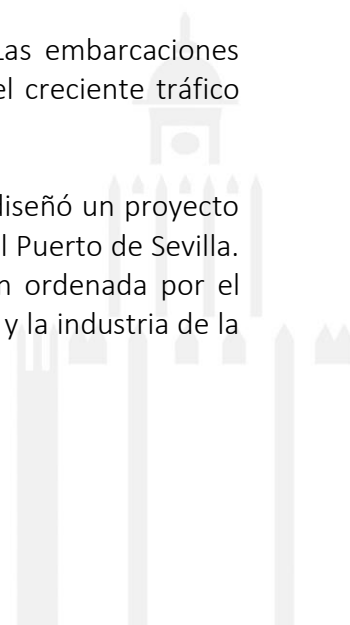 Las embarcaciones
el creciente tráfico
diseñó un proyecto
l Puerto de Sevilla.
n ordenada por el
y la industria de la